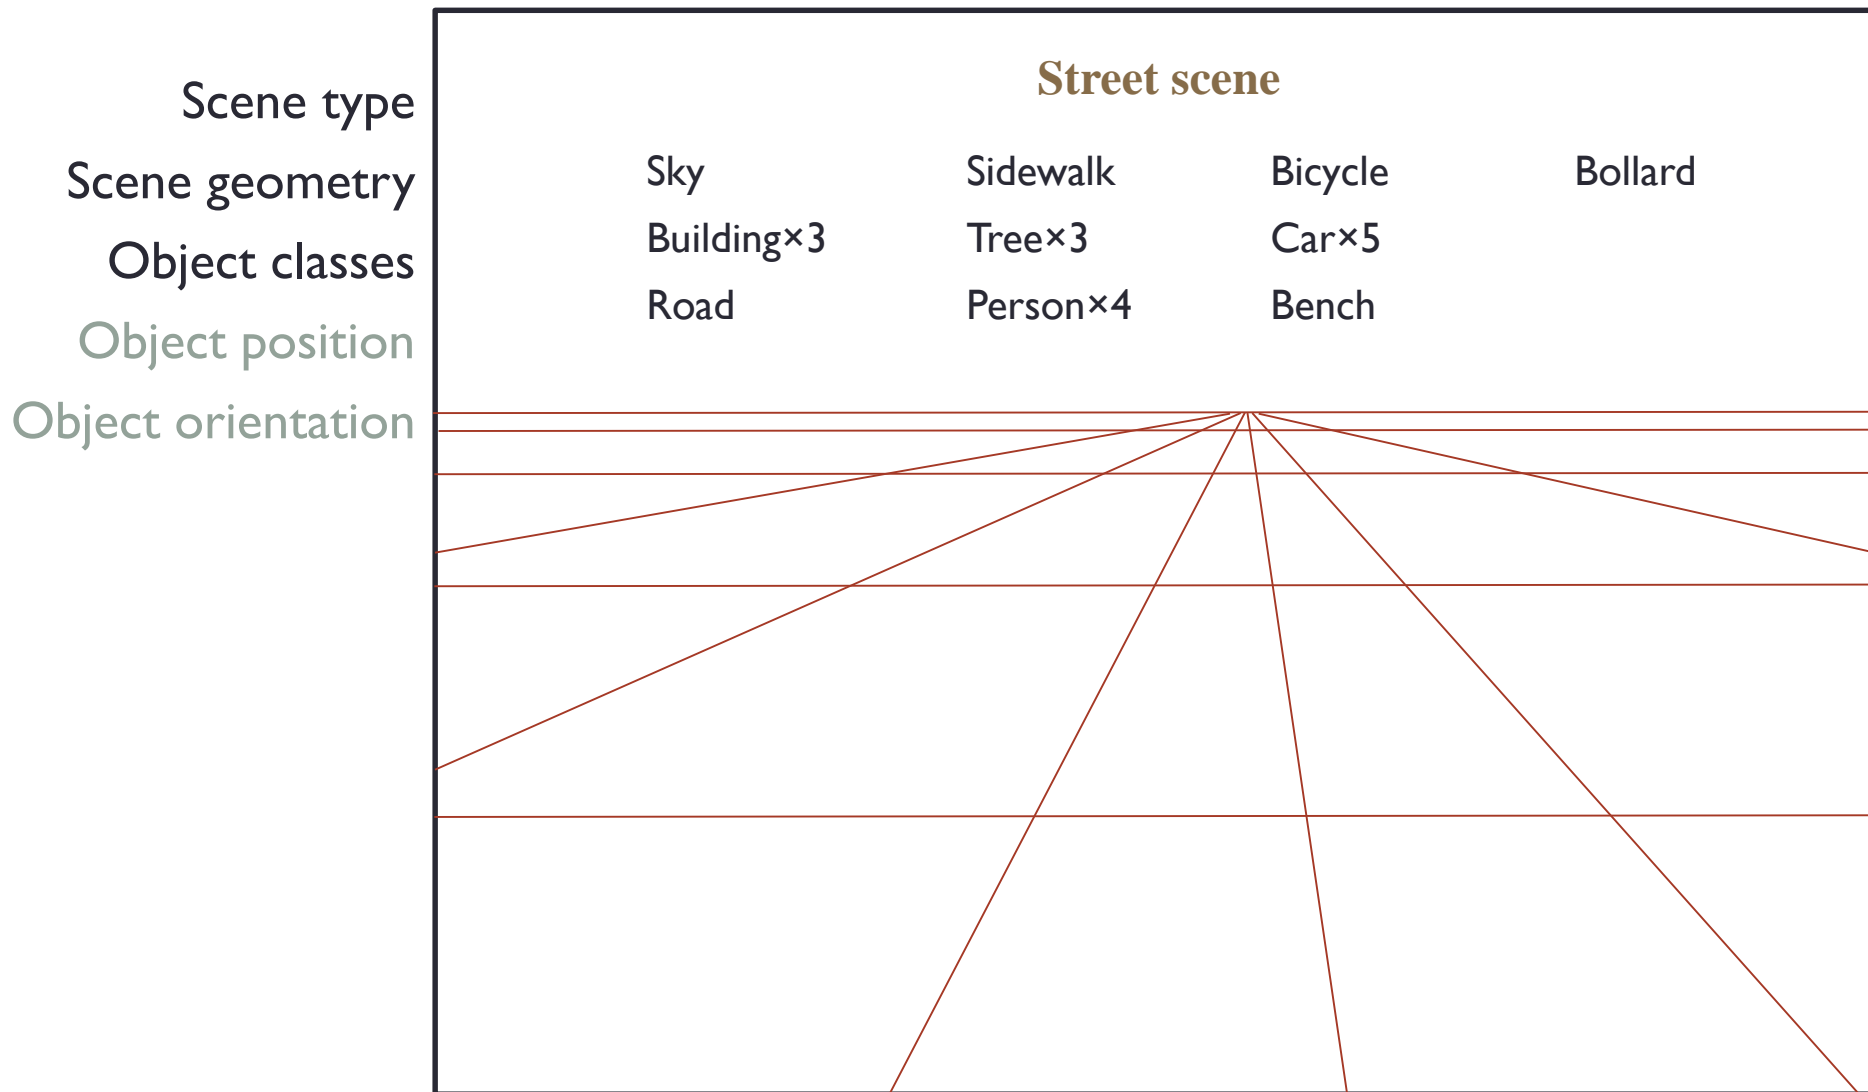 Scene type
Scene geometry
Object classes
Object position
Object orientation
Street scene
Sky Sidewalk Bicycle Bollard
Building×3 Tree×3 Car×5
Road Person×4 Bench